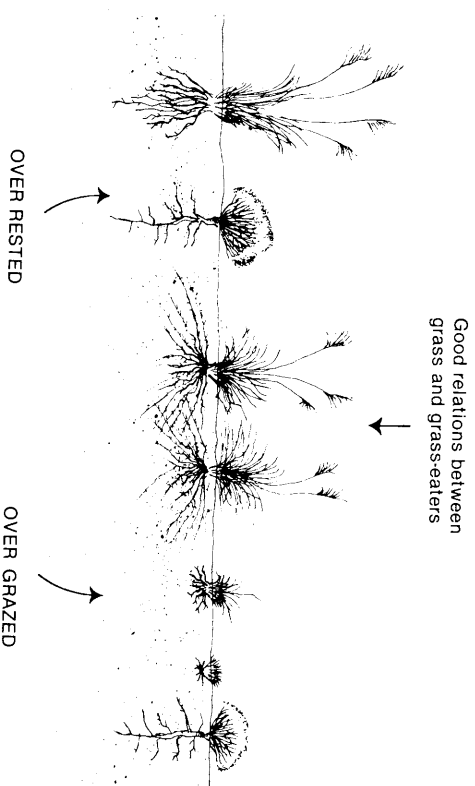 Good relations between
grass and grass-eaters
OVER RESTED
OVER GRAZED